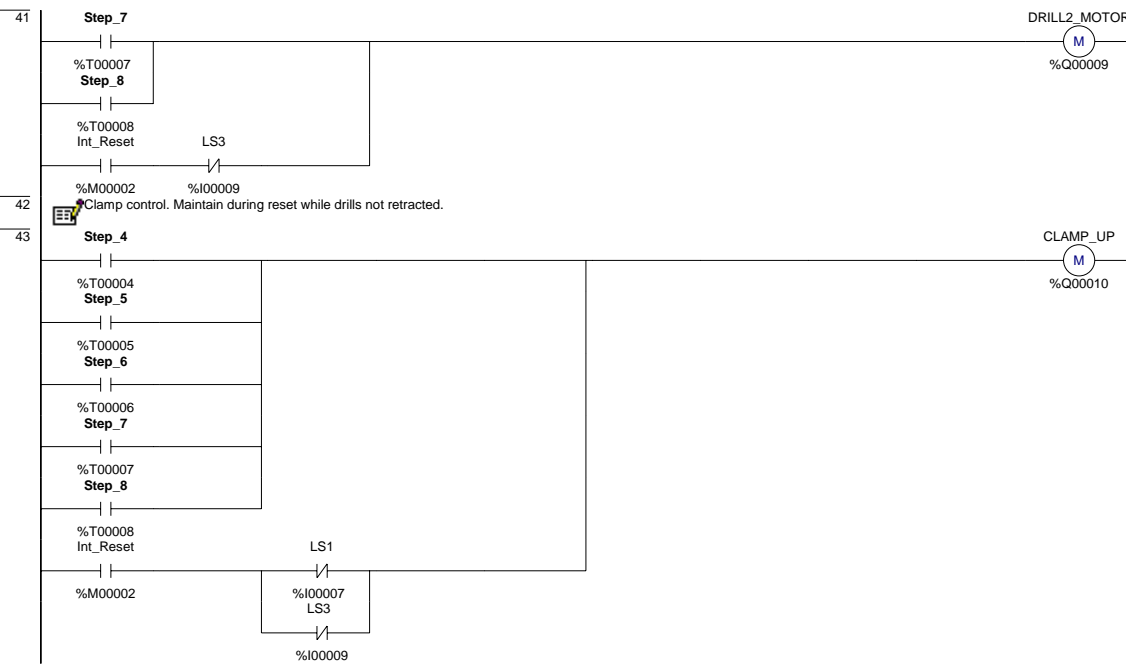 41 Step_7 DRILL2_MOTOR
M
%T00007 %Q00009
Step_8
%T00008
Int_Reset LS3
%M00002 %I00009
42 Clamp control. Maintain during reset while drills not retracted.
43 Step_4 CLAMP_UP
M
%T00004 %Q00010
Step_5
%T00005
Step_6
%T00006
Step_7
%T00007
Step_8
%T00008
Int_Reset LS1
%M00002 %I00007
LS3
%I00009